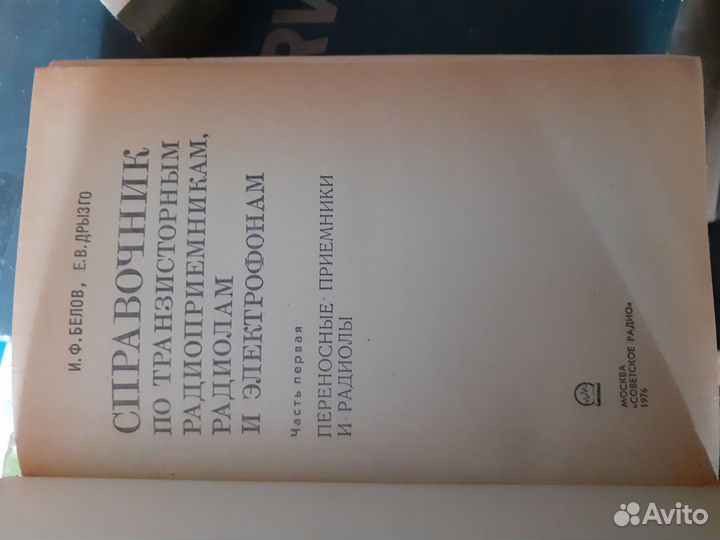 И.Ф.БЕЛОВ, Е.В.ДРЫЗГО
СПРАВОЧНИК
ПО ТРАНЗИСТОРНЫМ
РАДИОПРИЕМНИКАМ,
РАДИОЛАМ
И ЭЛЕКТРОФОНАМ
Часть первая
ПЕРЕНОСНЫЕ ПРИЕМНИКИ
И РАДИОЛЫ
МОСКВА
«СОВЕТСКОЕ РАДИО»
1976
Avito